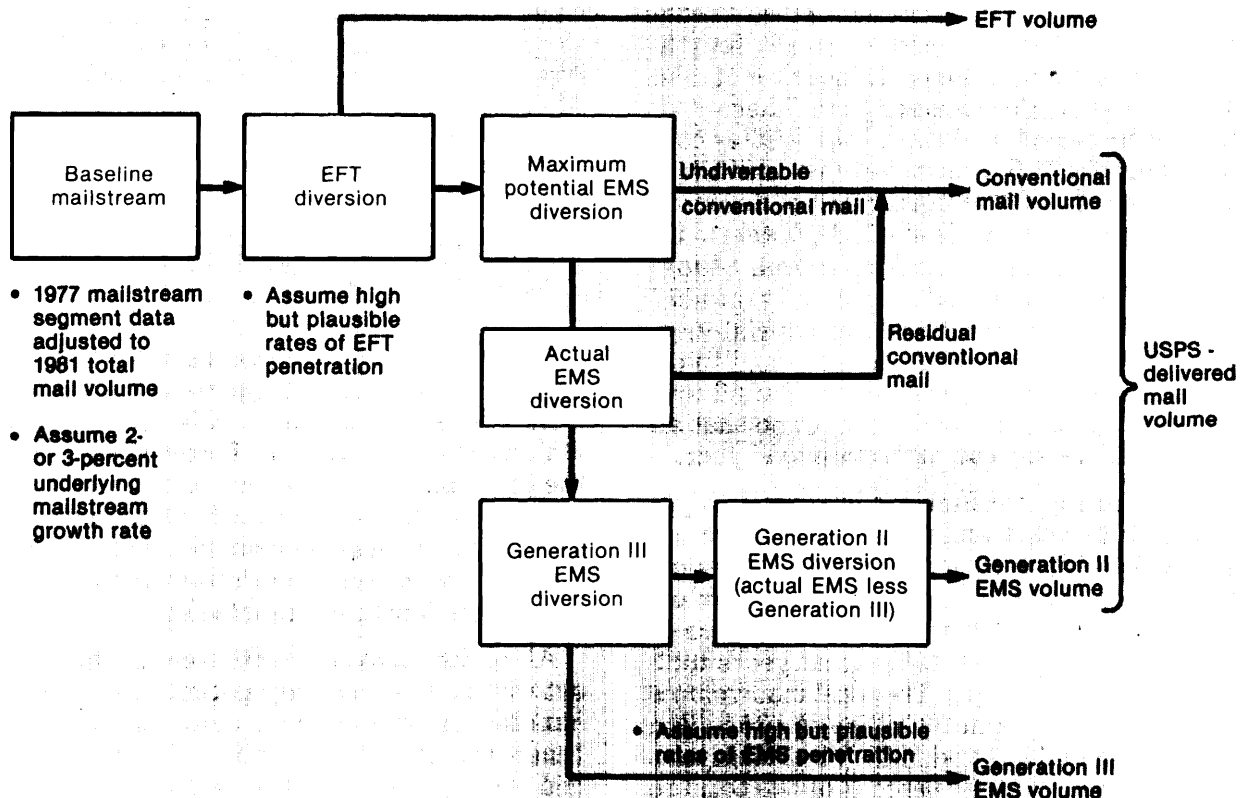 EFT volume
Baseline
mailstream
EFT
diversion
Maximum
potential EMS
diversion
Undivertable
conventional mail
Conventional
mail volume
• 1977 mailstream
segment data
adjusted to
1981 total
mail volume
• Assume 2-
or 3-percent
underlying
mailstream
growth rate
• Assume high
but plausible
rates of EFT
penetration
Actual
EMS
diversion
Residual
conventional
mail
USPS -
delivered
mail
volume
Generation III
EMS
diversion
Generation II
EMS diversion
(actual EMS less
Generation III)
Generation II
EMS volume
• Assume high but plausible
rates of EMS penetration
Generation III
EMS volume